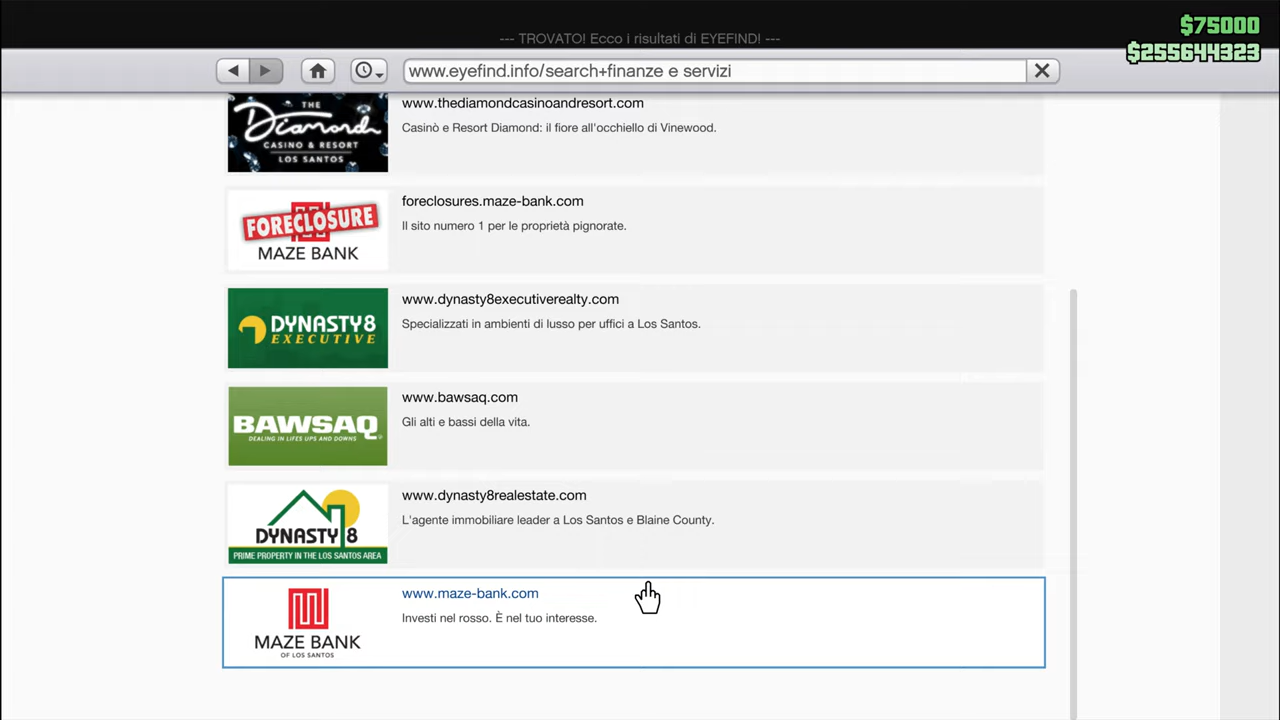 $75000
--- TROVATO! Ecco i risultati di EYEFIND! ---
$255644323
www.eyefind.info/search+finanze e servizi
THE
Diamond
CASINO & RESORT
LOS SANTOS
www.thediamondcasinoandresort.com
Casinò e Resort Diamond: il fiore all'occhiello di Vinewood.
FORECLOSURE
MAZE BANK
foreclosures.maze-bank.com
Il sito numero 1 per le proprietà pignorate.
DYNASTY8
EXECUTIVE
www.dynasty8executiverealty.com
Specializzati in ambienti di lusso per uffici a Los Santos.
BAWSAQ
DEALING IN LIFES UPS AND DOWNS
www.bawsaq.com
Gli alti e bassi della vita.
DYNASTY 8
PRIME PROPERTY IN THE LOS SANTOS AREA
www.dynasty8realestate.com
L'agente immobiliare leader a Los Santos e Blaine County.
MAZE BANK
OF LOS SANTOS
www.maze-bank.com
Investi nel rosso. È nel tuo interesse.